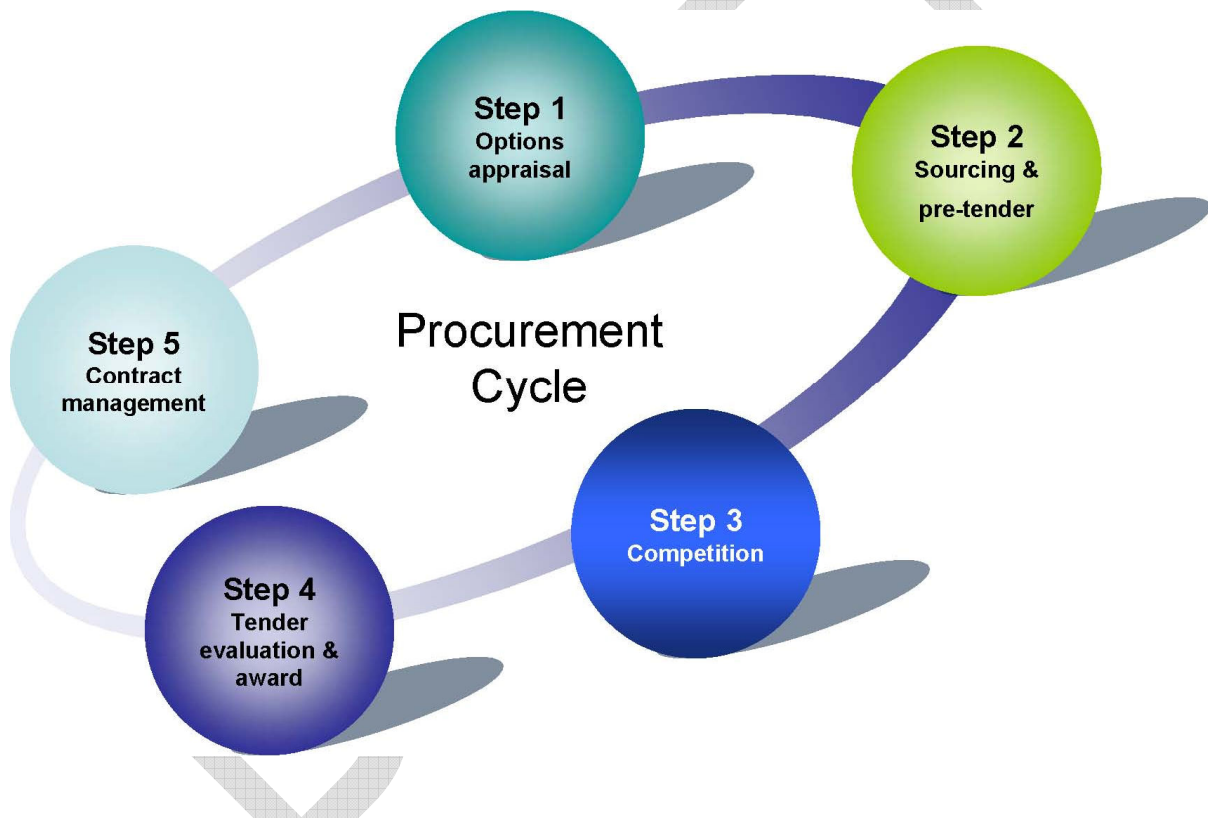 Step 1
Options
appraisal
Step 2
Sourcing &
pre-tender
Procurement
Cycle
Step 5
Contract
management
Step 3
Competition
Step 4
Tender
evaluation &
award